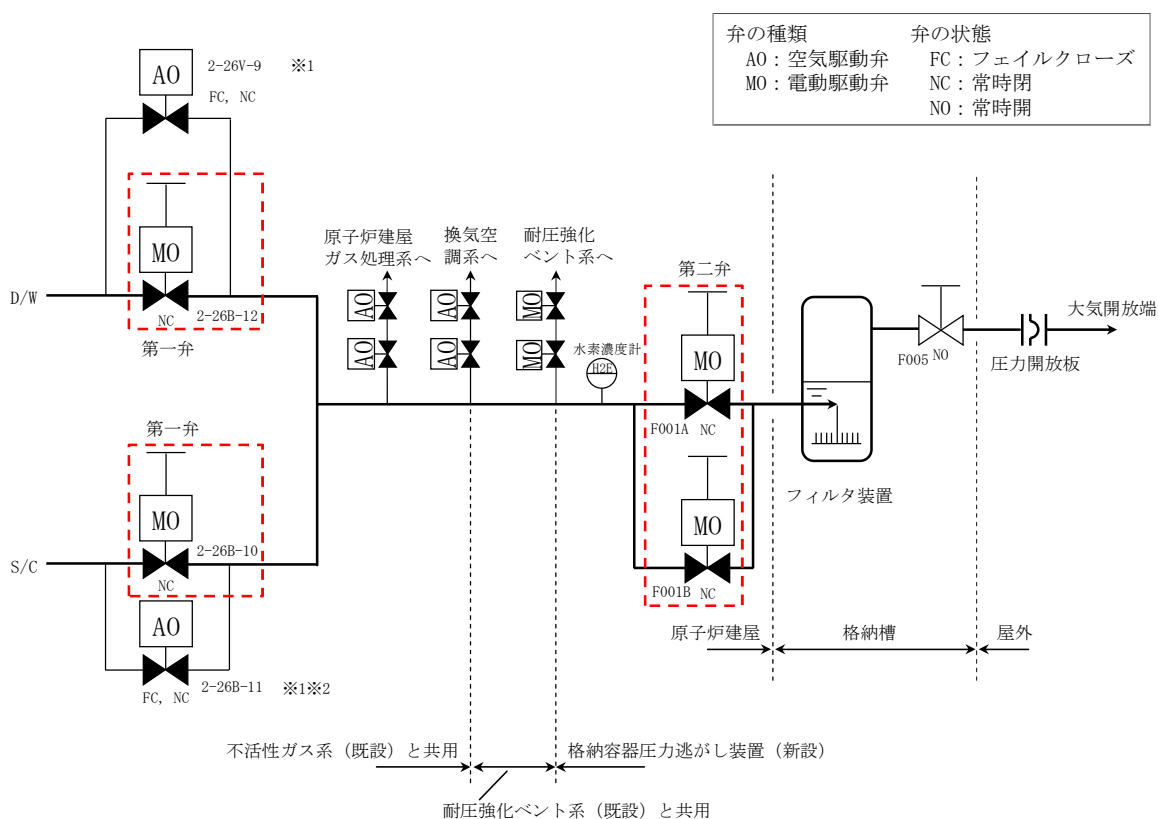 弁の種類
AO：空気駆動弁
MO：電動駆動弁
弁の状態
FC：フェイルクローズ
NC：常時閉
NO：常時開
AO
2-26V-9 ※1
FC, NC
MO
D/W
NC
2-26B-12
第一弁
原子炉建屋
ガス処理系へ
換気空
調系へ
耐圧強化
ベント系へ
AO
AO
MO
AO
AO
MO
水素濃度計
H2E
第二弁
MO
F001A NC
MO
F001B NC
フィルタ装置
F005 NO
圧力開放板
大気開放端
第一弁
MO
2-26B-10
S/C
NC
AO
2-26B-11 ※1※2
FC, NC
原子炉建屋
格納槽
屋外
不活性ガス系（既設）と共用
格納容器圧力逃がし装置（新設）
耐圧強化ベント系（既設）と共用